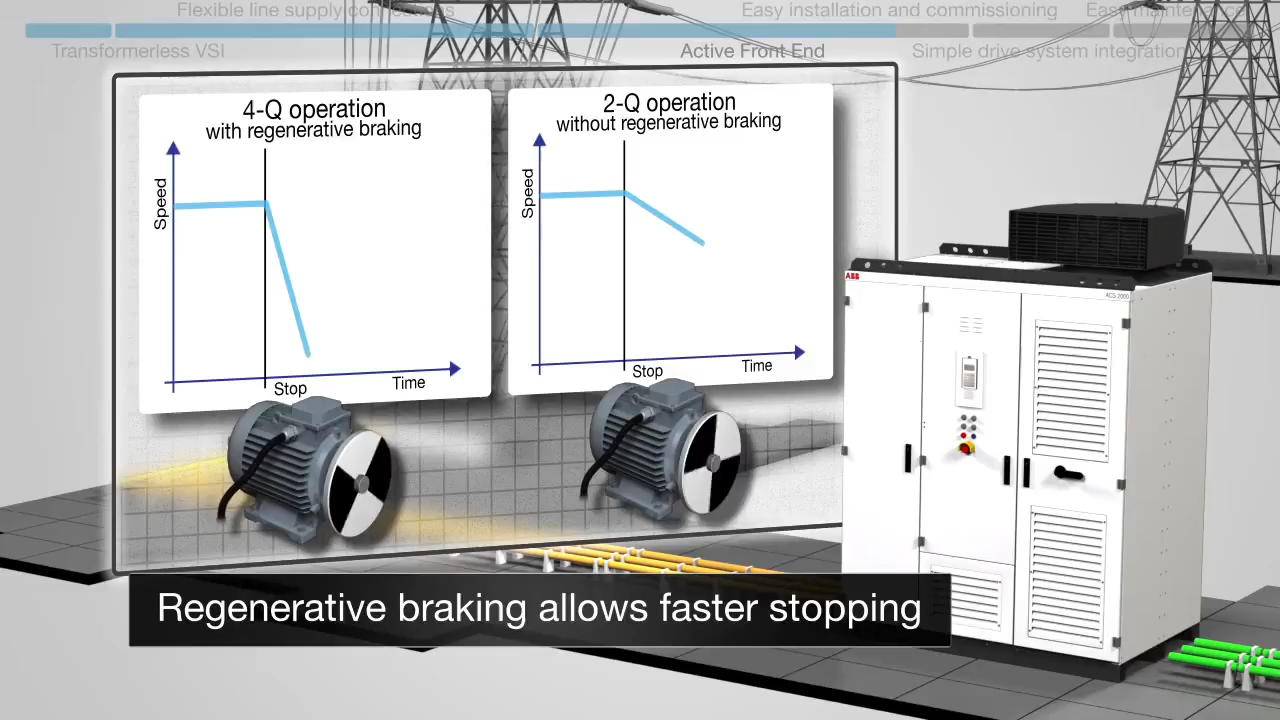 Flexible line supply connections
Easy installation and commissioning
Easy maintenance
Transformerless VSI
Active Front End
Simple drive system integration
4-Q operation
with regenerative braking
Speed
Stop
Time
2-Q operation
without regenerative braking
Speed
Stop
Time
ABB
ACS 2000
Regenerative braking allows faster stopping